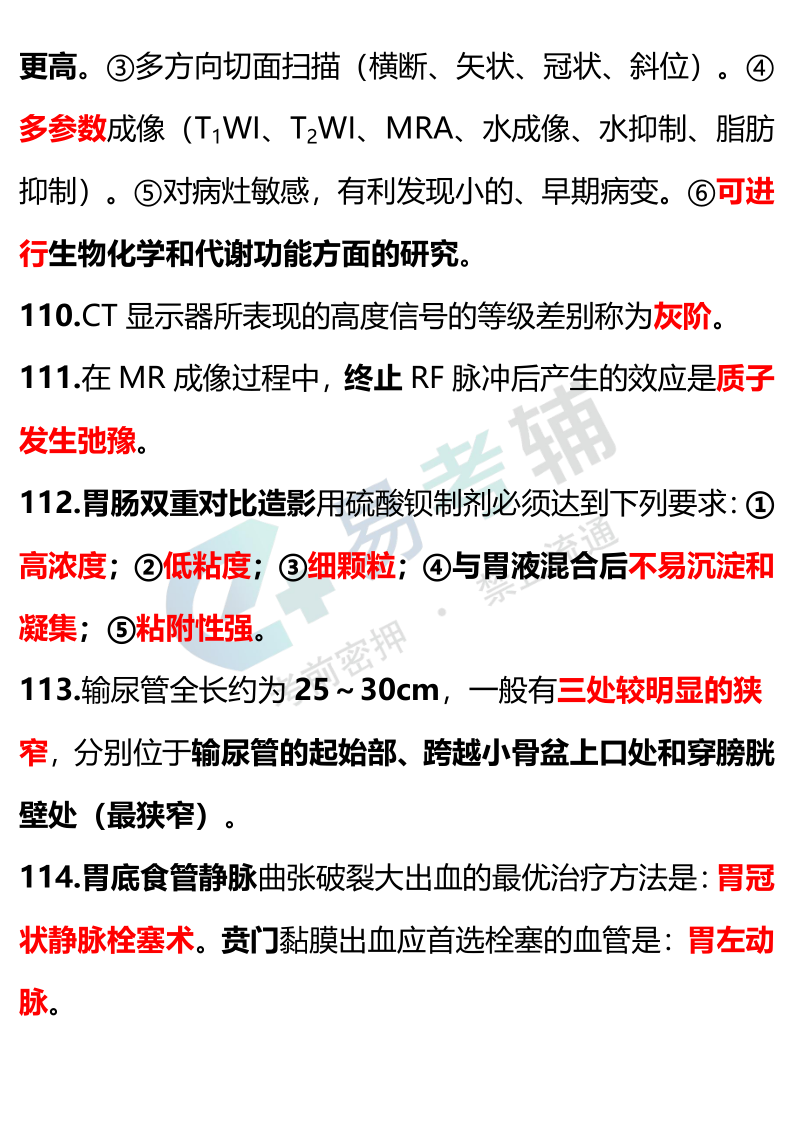 更高。③多方向切面扫描（横断、矢状、冠状、斜位）。④
多参数成像（T₁WI、T₂WI、MRA、水成像、水抑制、脂肪
抑制）。⑤对病灶敏感，有利发现小的、早期病变。⑥可进
行生物化学和代谢功能方面的研究。
110.CT 显示器所表现的高度信号的等级差别称为灰阶。
111.在 MR 成像过程中，终止 RF 脉冲后产生的效应是质子
发生弛豫。
112.胃肠双重对比造影用硫酸钡制剂必须达到下列要求：①
高浓度；②低粘度；③细颗粒；④与胃液混合后不易沉淀和
凝集；⑤粘附性强。
113.输尿管全长约为 25～30cm，一般有三处较明显的狭
窄，分别位于输尿管的起始部、跨越小骨盆上口处和穿膀胱
壁处（最狭窄）。
114.胃底食管静脉曲张破裂大出血的最优治疗方法是：胃冠
状静脉栓塞术。贲门黏膜出血应首选栓塞的血管是：胃左动
脉。
易考辅
考前密押 · 禁止流通